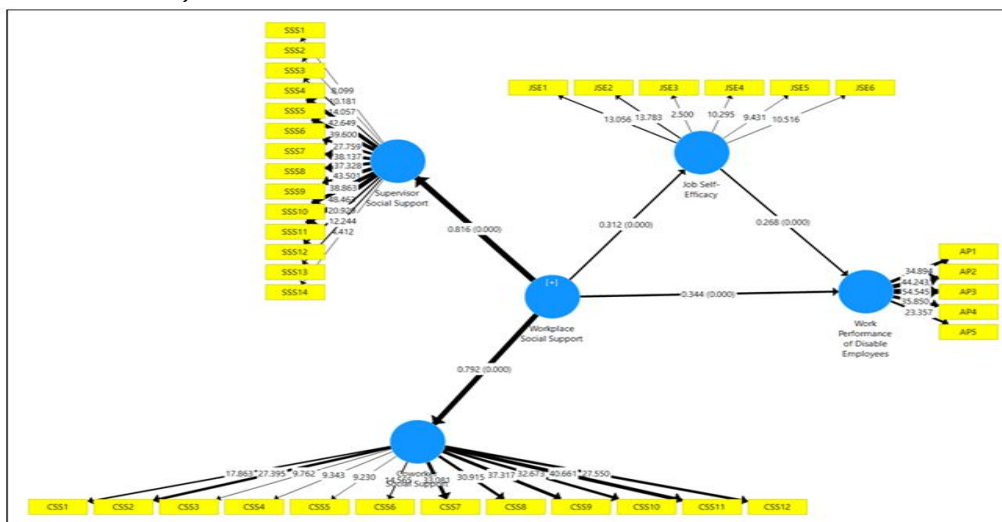 SSS1
SSS2
SSS3
SSS4
SSS5
SSS6
SSS7
SSS8
SSS9
SSS10
SSS11
SSS12
SSS13
SSS14
8.099
10.181
14.057
42.649
39.600
27.759
38.137
37.328
43.501
38.863
48.463
20.929
12.244
4.412
Supervisor
Social Support
JSE1 JSE2 JSE3 JSE4 JSE5 JSE6
13.056 13.783 2.500 10.295 9.431 10.516
Job Self-
Efficacy
0.816 (0.000)
0.312 (0.000)
0.268 (0.000)
[+]
0.344 (0.000)
Workplace
Social Support
AP1
AP2
AP3
AP4
AP5
34.894
44.243
54.545
35.850
23.357
Work
Performance
of Disable
Employees
0.792 (0.000)
Social Support
17.863 27.395 9.762 9.343 9.230 33.081 30.915 37.317 32.673 40.661 27.550
CSS1 CSS2 CSS3 CSS4 CSS5 CSS6 CSS7 CSS8 CSS9 CSS10 CSS11 CSS12